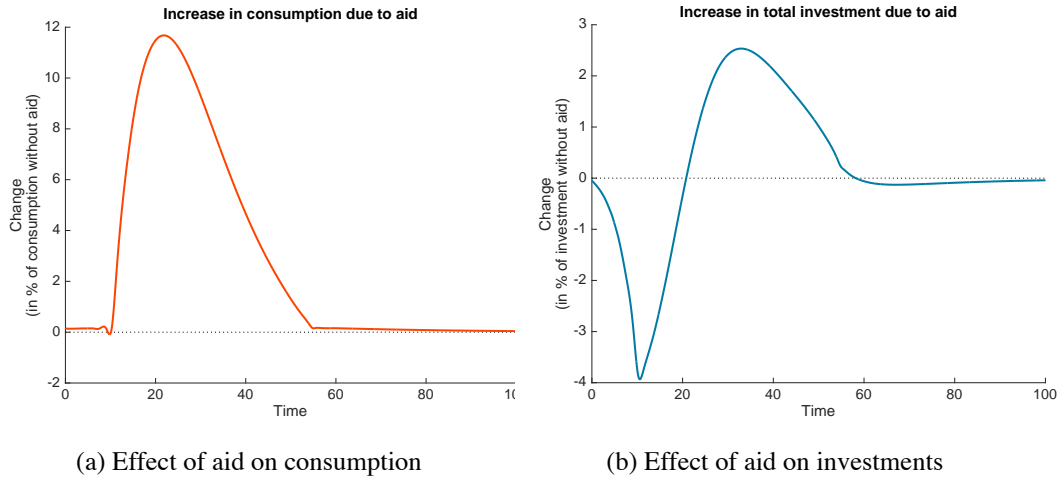 Increase in consumption due to aid
12
10
8
6
4
2
0
-2
Change
(in % of consumption without aid)
0 20 40 60 80 10
Time
(a) Effect of aid on consumption
Increase in total investment due to aid
3
2
1
0
-1
-2
-3
-4
Change
(in % of investment without aid)
0 20 40 60 80 100
Time
(b) Effect of aid on investments